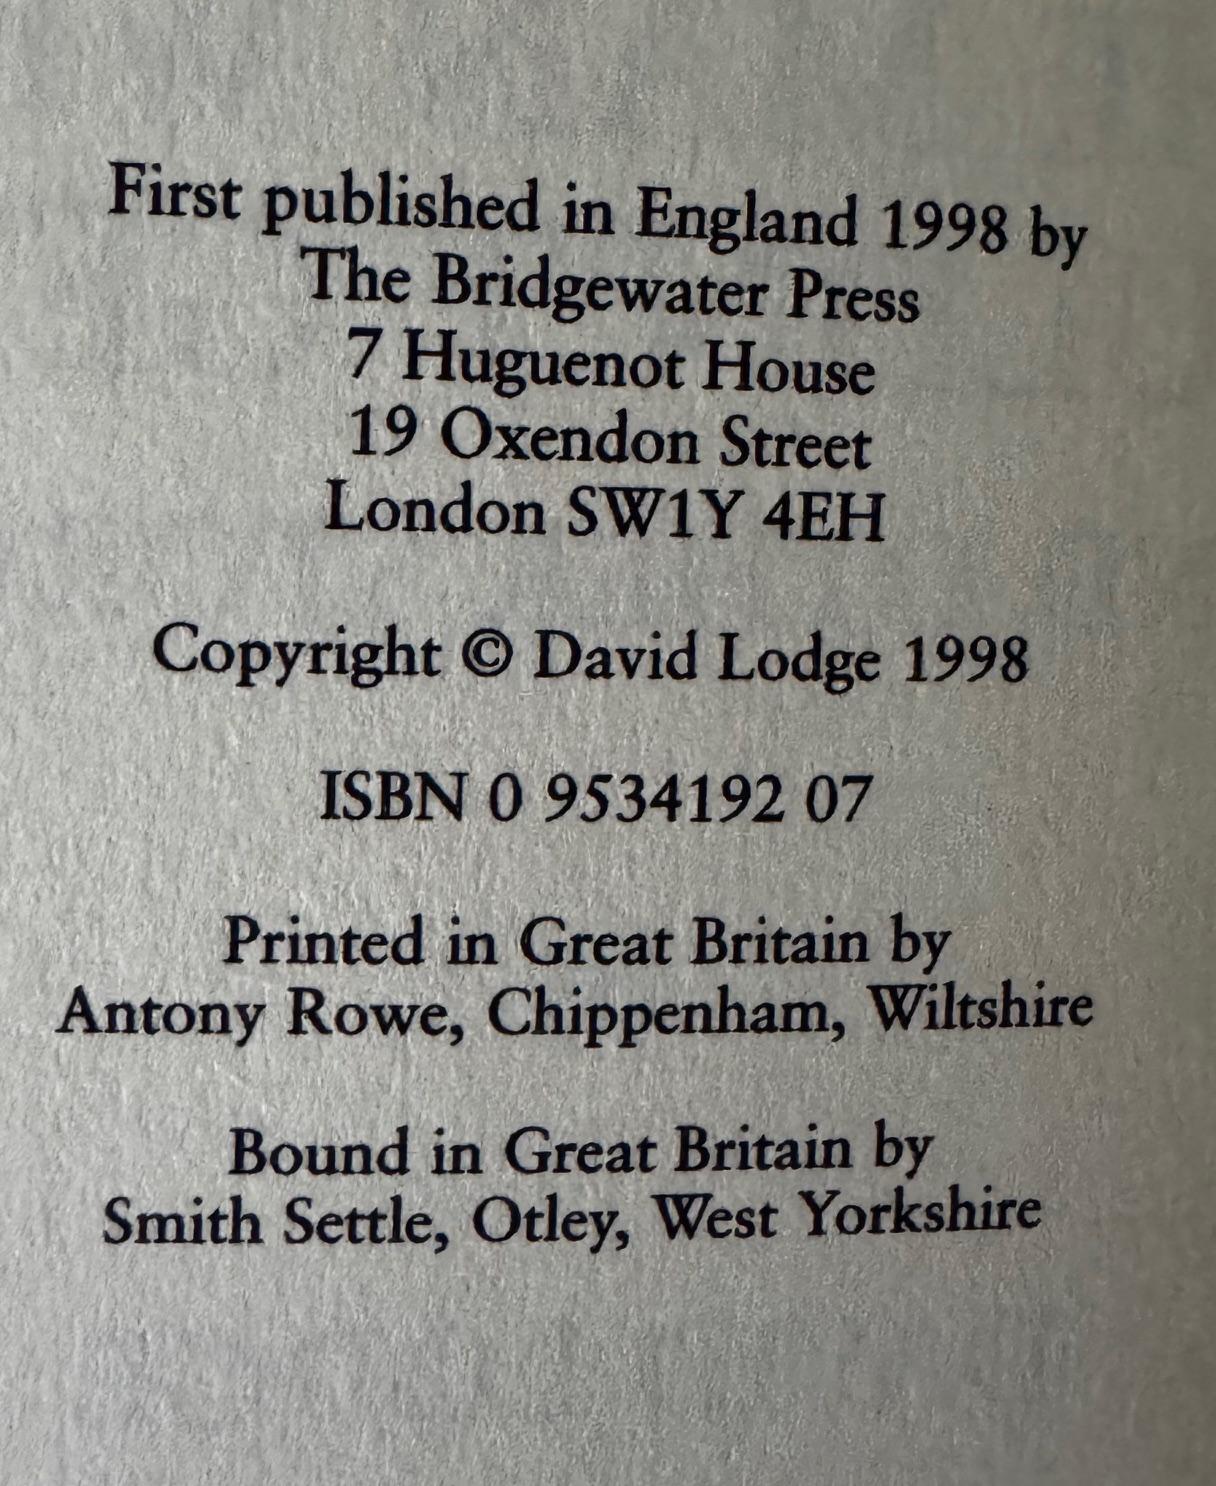 First published in England 1998 by
The Bridgewater Press
7 Huguenot House
19 Oxendon Street
London SW1Y 4EH
Copyright © David Lodge 1998
ISBN 0 9534192 07
Printed in Great Britain by
Antony Rowe, Chippenham, Wiltshire
Bound in Great Britain by
Smith Settle, Otley, West Yorkshire